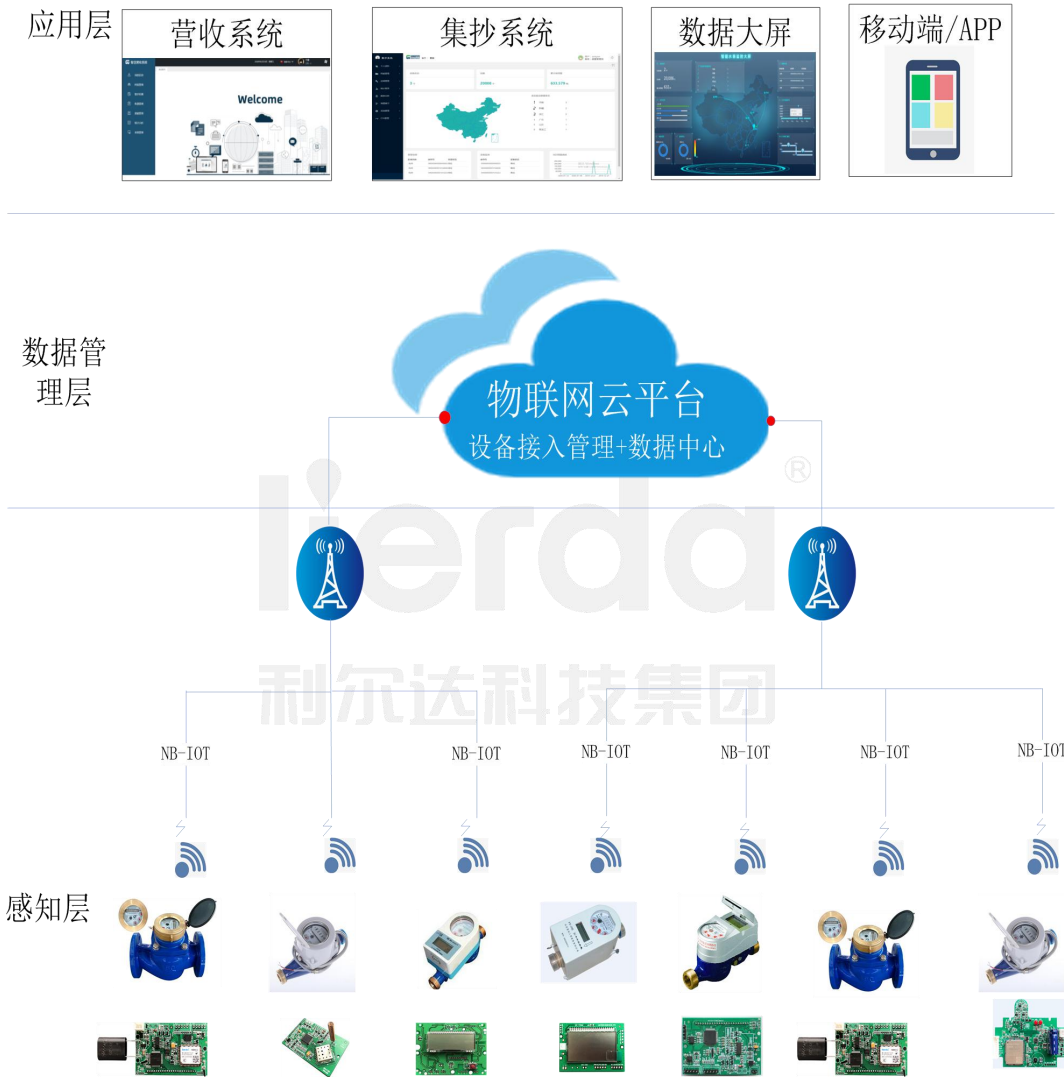 应用层
营收系统
集抄系统
数据大屏
移动端/APP
Welcome
数据管
理层
物联网云平台
设备接入管理+数据中心
lierda
®
利尔达科技集团
NB-IOT
NB-IOT
NB-IOT
NB-IOT
NB-IOT
NB-IOT
感知层